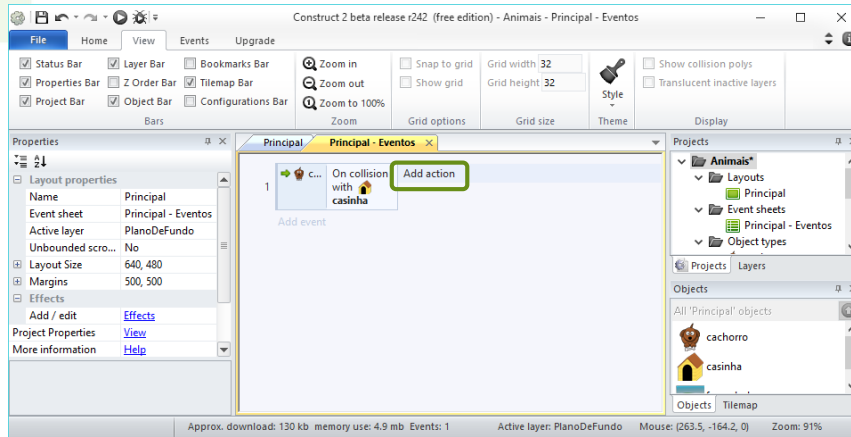 Construct 2 beta release r242 (free edition) - Animais - Principal - Eventos
File Home View Events Upgrade
Status Bar Layer Bar Bookmarks Bar Zoom in Snap to grid Grid width 32 Show collision polys
Properties Bar Z Order Bar Tilemap Bar Zoom out Show grid Grid height 32 Translucent inactive layers
Project Bar Object Bar Configurations Bar Zoom to 100% Style
Bars Zoom Grid options Grid size Theme Display
Properties Principal Principal - Eventos Projects
Layout properties
Name Principal
Event sheet Principal - Eventos
Active layer PlanoDeFundo
Unbounded scro... No
Layout Size 640, 480
Margins 500, 500
Effects
Add / edit Effects
Project Properties View
More information Help
1 c... On collision with casinha Add action
Add event
Animais*
Layouts
Principal
Event sheets
Principal - Eventos
Object types
Projects Layers
Objects
All 'Principal' objects
cachorro
casinha
Objects Tilemap
Approx. download: 130 kb memory use: 4.9 mb Events: 1 Active layer: PlanoDeFundo Mouse: (263.5, -164.2, 0) Zoom: 91%